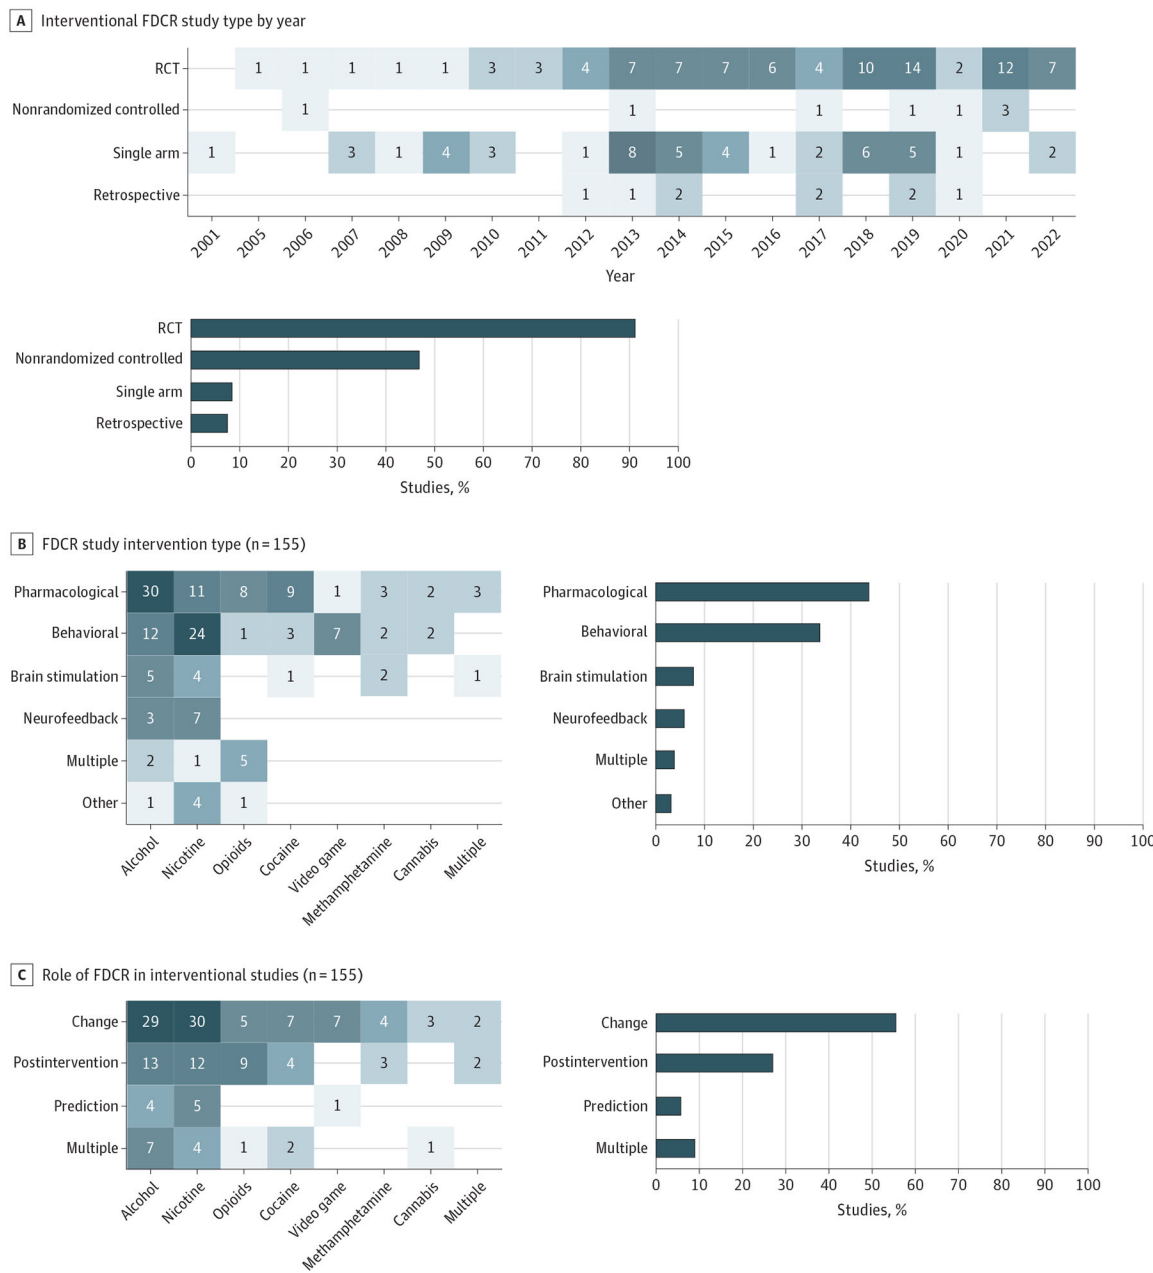 A Interventional FDCR study type by year
RCT 1 1 1 1 1 3 3 4 7 7 7 6 4 10 14 2 12 7
Nonrandomized controlled 1 1 1 1 1 3
Single arm 1 3 1 4 3 1 8 5 4 1 2 6 5 1 2
Retrospective 1 1 2 2 2 1
2001 2005 2006 2007 2008 2009 2010 2011 2012 2013 2014 2015 2016 2017 2018 2019 2020 2021 2022
Year
RCT
Nonrandomized controlled
Single arm
Retrospective
0 10 20 30 40 50 60 70 80 90 100
Studies, %
B FDCR study intervention type (n = 155)
Pharmacological 30 11 8 9 1 3 2 3
Behavioral 12 24 1 3 7 2 2
Brain stimulation 5 4 1 2 1
Neurofeedback 3 7
Multiple 2 1 5
Other 1 4 1
Alcohol Nicotine Opioids Cocaine Video game Methamphetamine Cannabis Multiple
Pharmacological
Behavioral
Brain stimulation
Neurofeedback
Multiple
Other
0 10 20 30 40 50 60 70 80 90 100
Studies, %
C Role of FDCR in interventional studies (n = 155)
Change 29 30 5 7 7 4 3 2
Postintervention 13 12 9 4 3 2
Prediction 4 5 1
Multiple 7 4 1 2 1
Alcohol Nicotine Opioids Cocaine Video game Methamphetamine Cannabis Multiple
Change
Postintervention
Prediction
Multiple
0 10 20 30 40 50 60 70 80 90 100
Studies, %